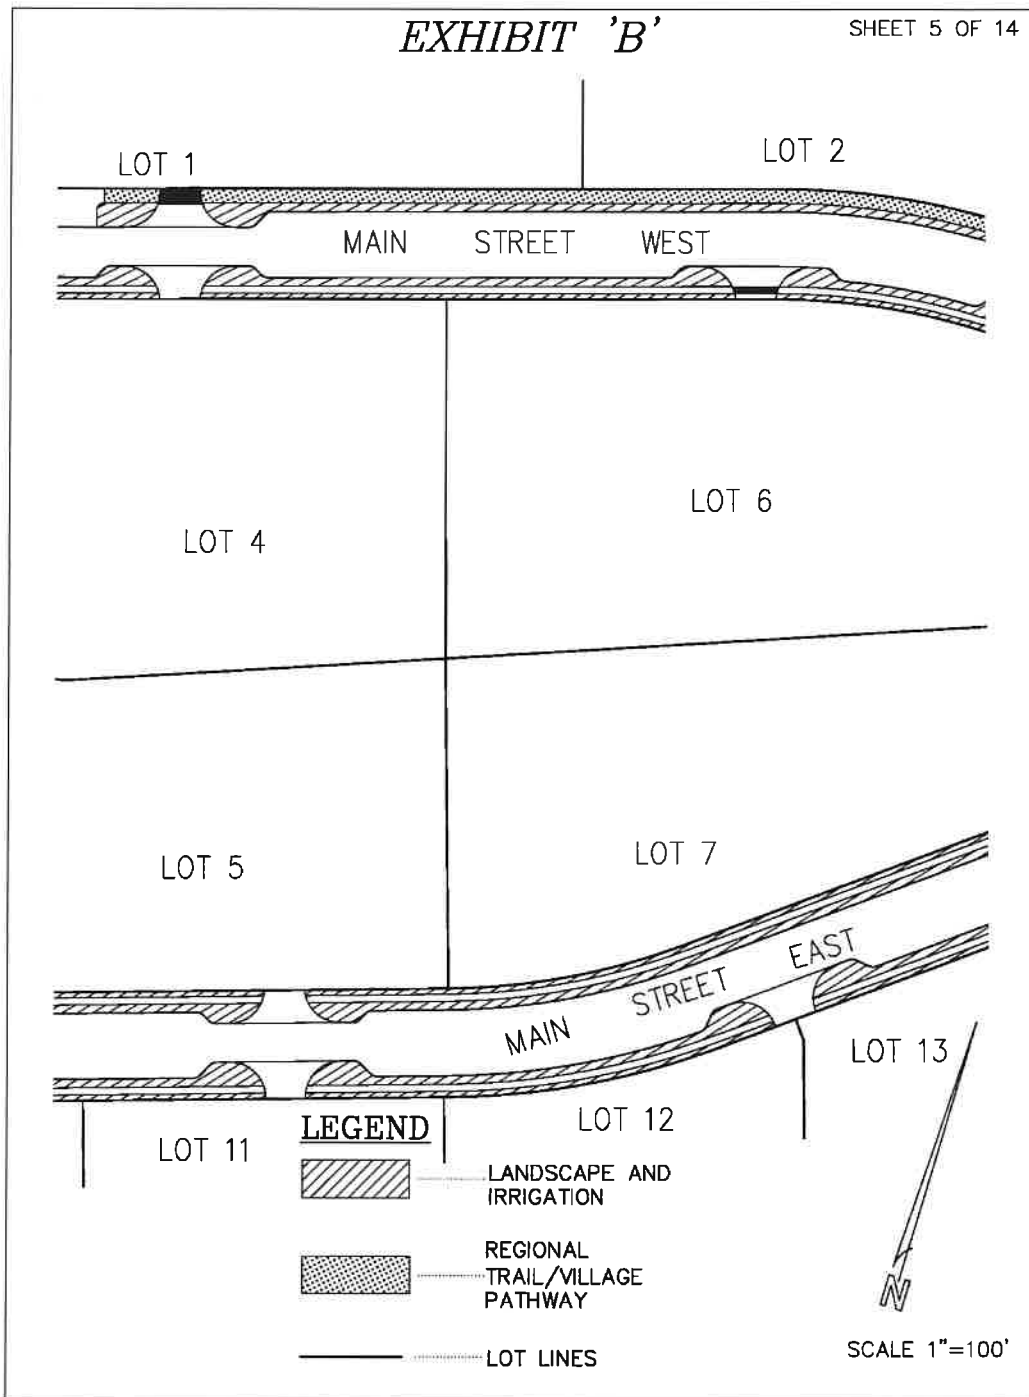 EXHIBIT 'B'
SHEET 5 OF 14
LOT 1
LOT 2
MAIN STREET WEST
LOT 4
LOT 6
LOT 5
LOT 7
MAIN STREET EAST
LOT 13
LOT 11
LOT 12
LEGEND
LANDSCAPE AND
IRRIGATION
REGIONAL
TRAIL/VILLAGE
PATHWAY
LOT LINES
N
SCALE 1"=100'